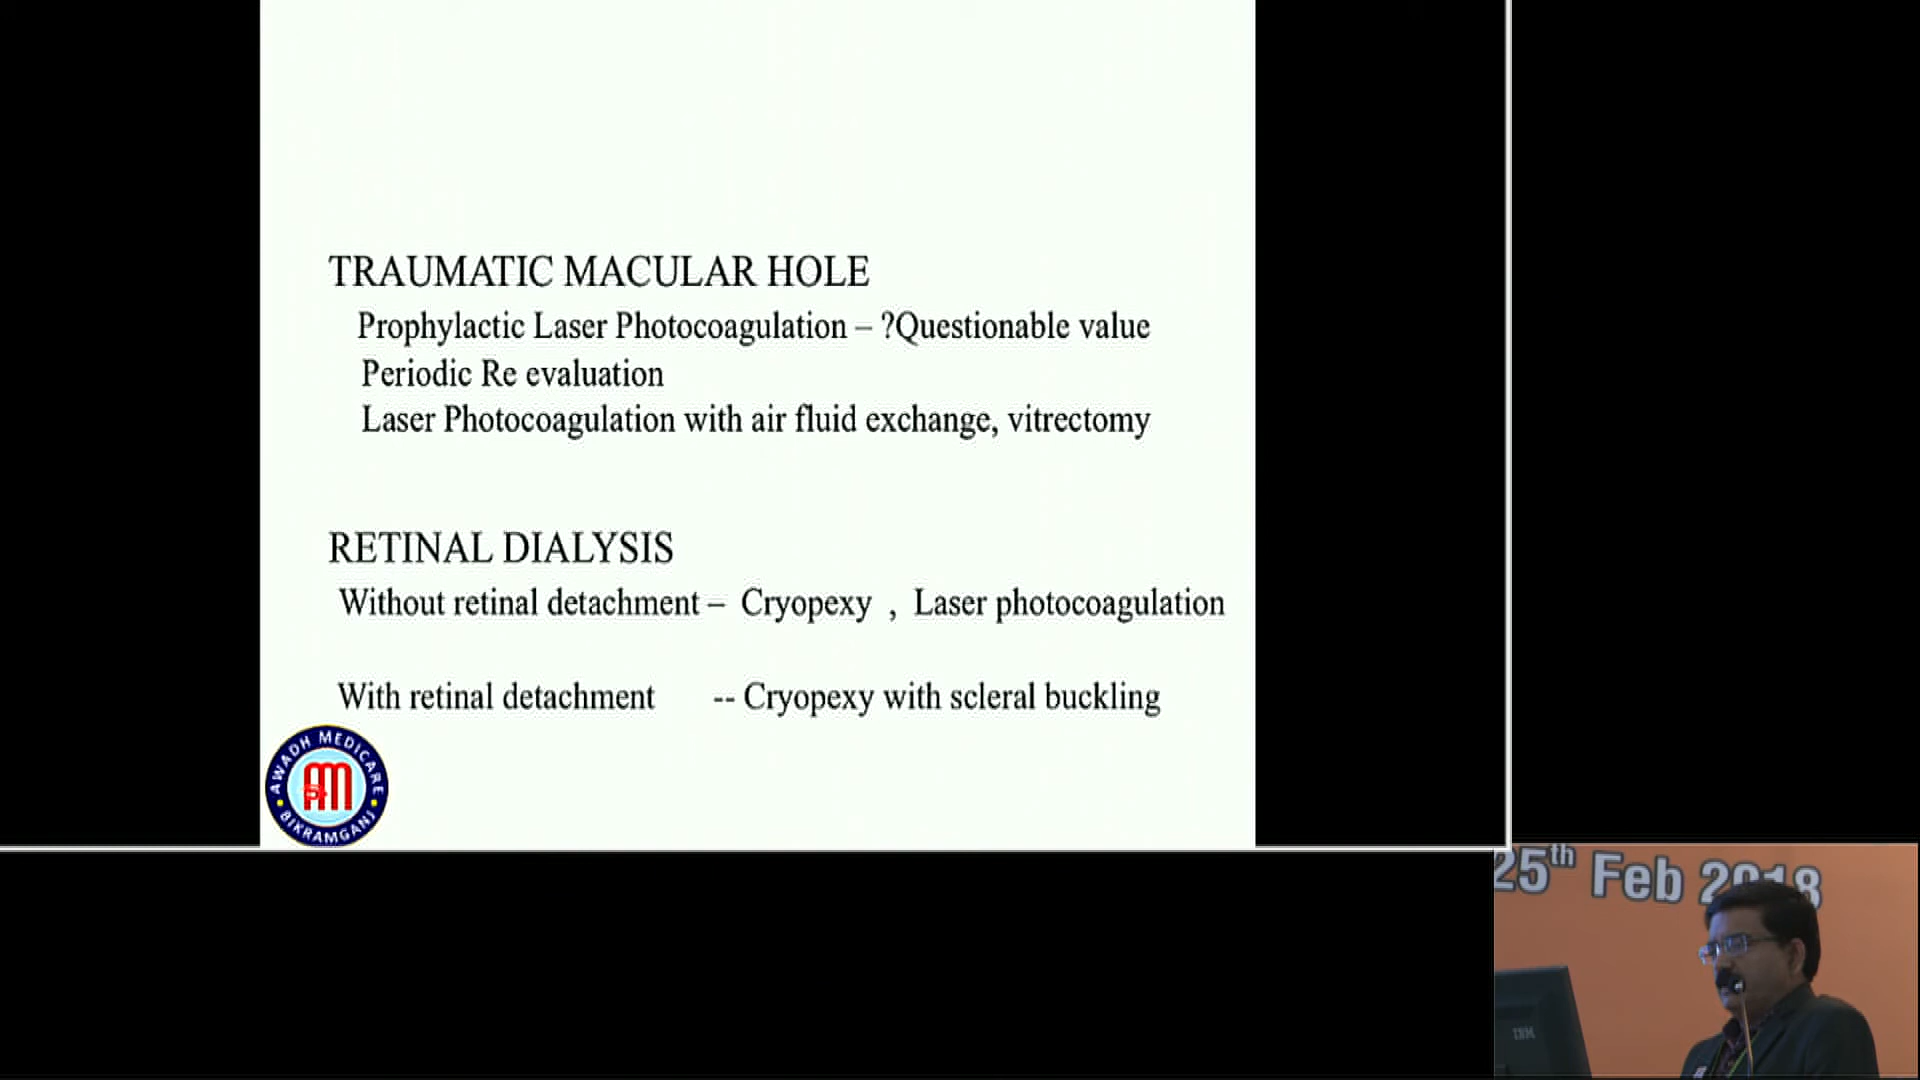 TRAUMATIC MACULAR HOLE
Prophylactic Laser Photocoagulation – ?Questionable value
Periodic Re evaluation
Laser Photocoagulation with air fluid exchange, vitrectomy
RETINAL DIALYSIS
Without retinal detachment – Cryopexy , Laser photocoagulation
With retinal detachment -- Cryopexy with scleral buckling
AWADH MEDICARE
AM
BIKRAMGANJ
25th Feb 2018
IBM